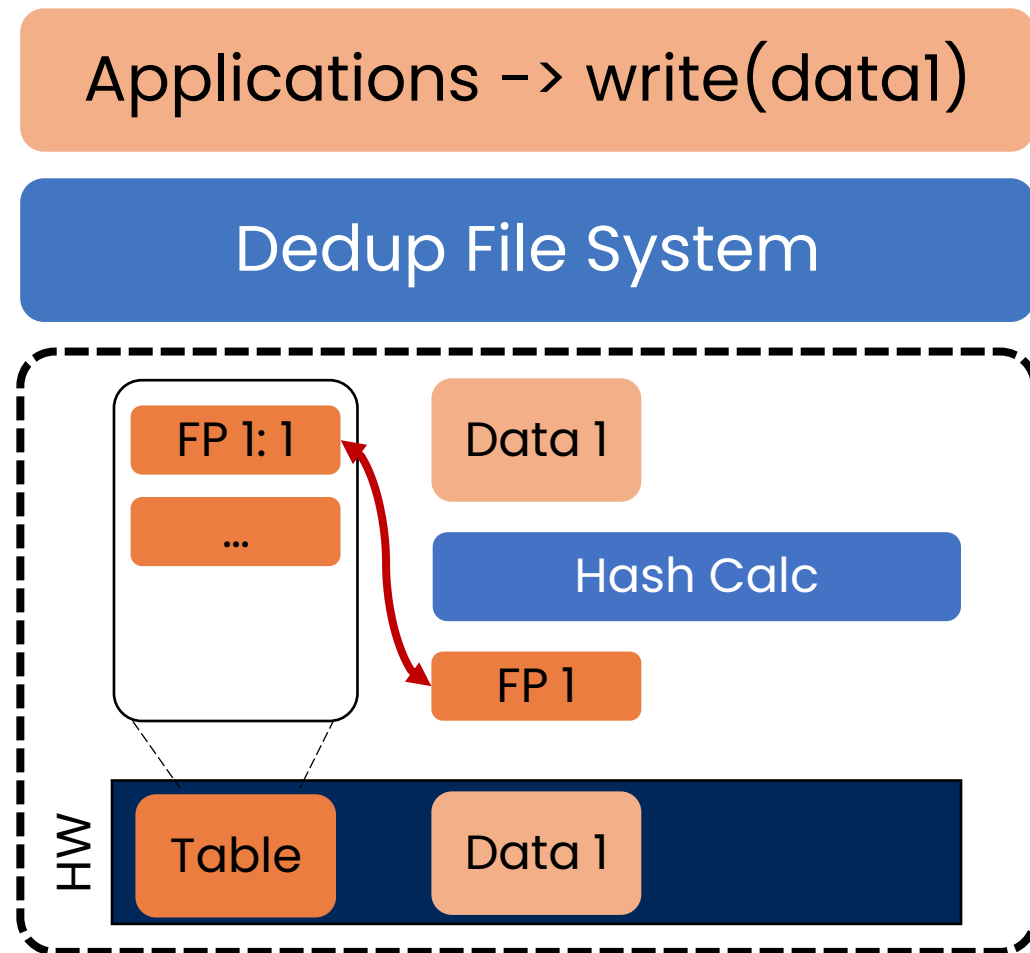 Applications -> write(data1)
Dedup File System
FP 1: 1
...
Data 1
Hash Calc
FP 1
HW
Table
Data 1